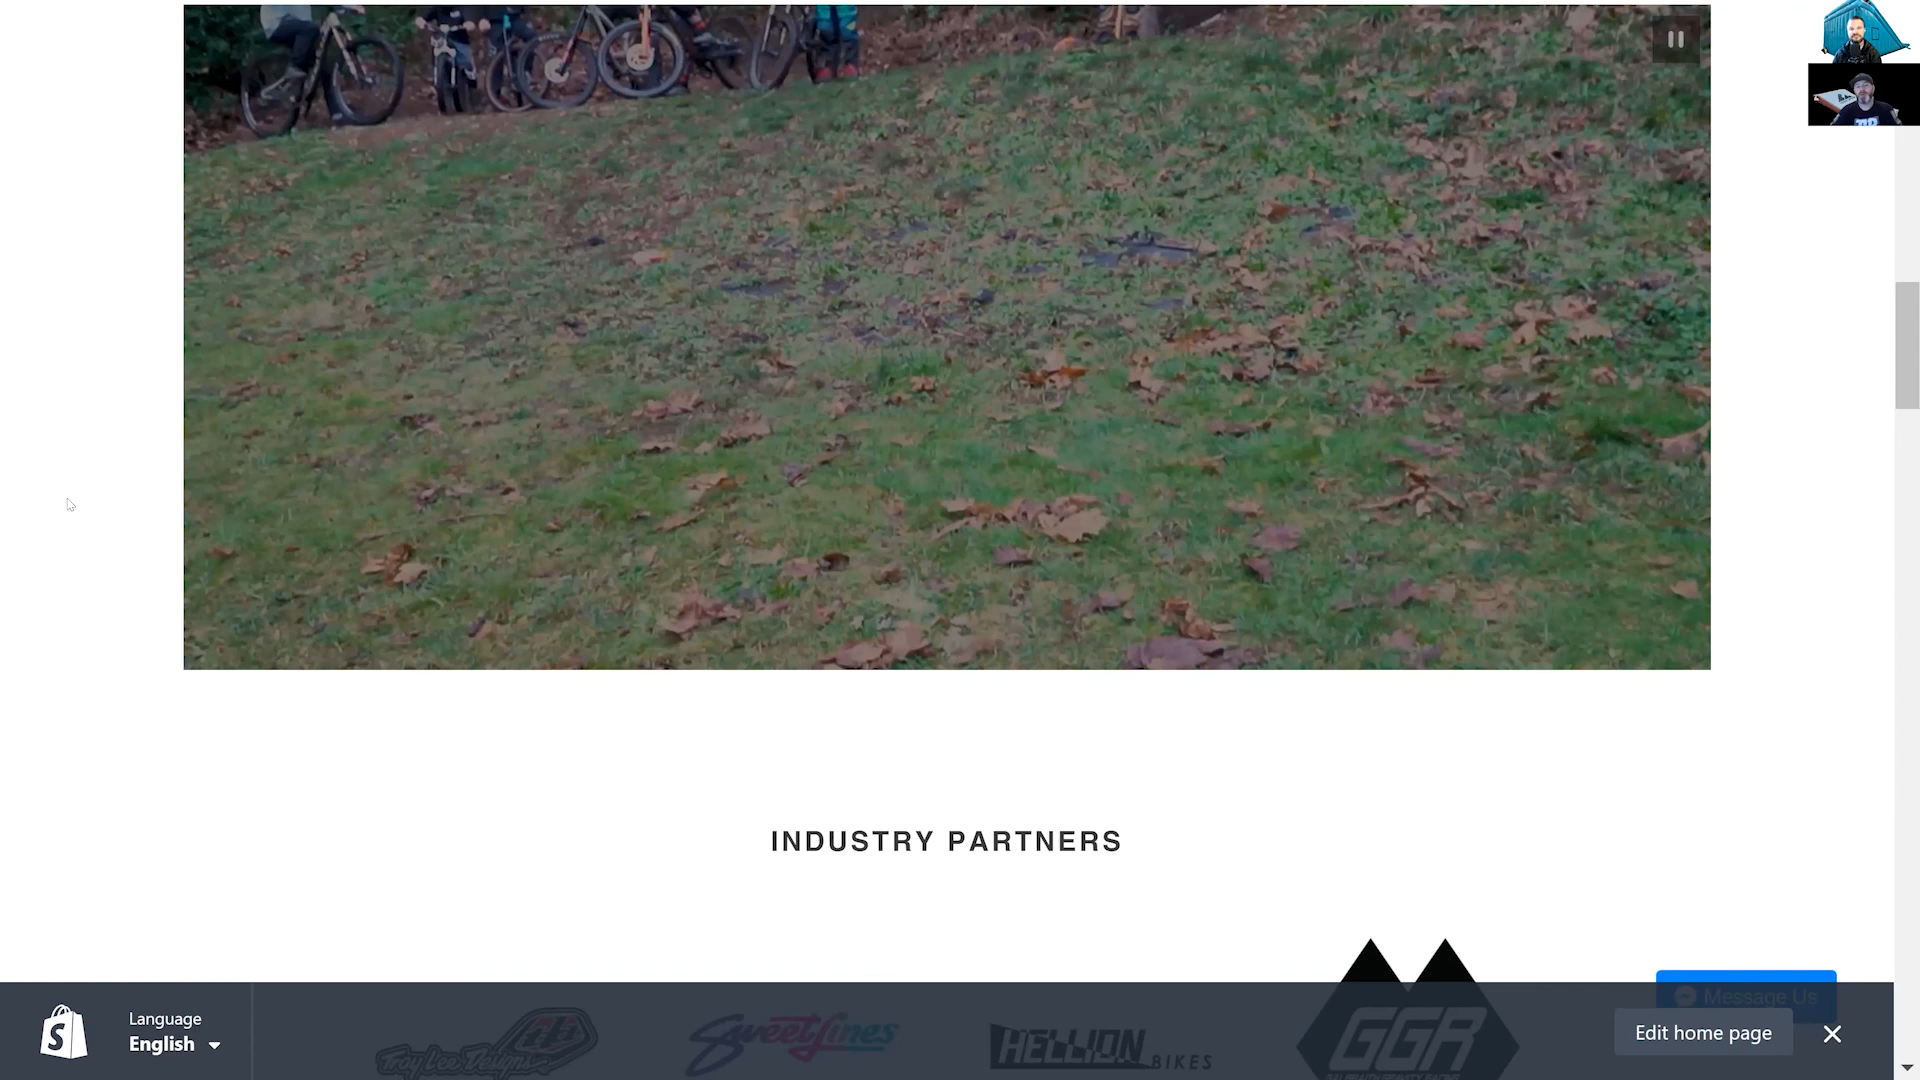 INDUSTRY PARTNERS
Message Us
Language
English
Troy Lee Designs
SweetLines
HELLION BIKES
GGR
Edit home page